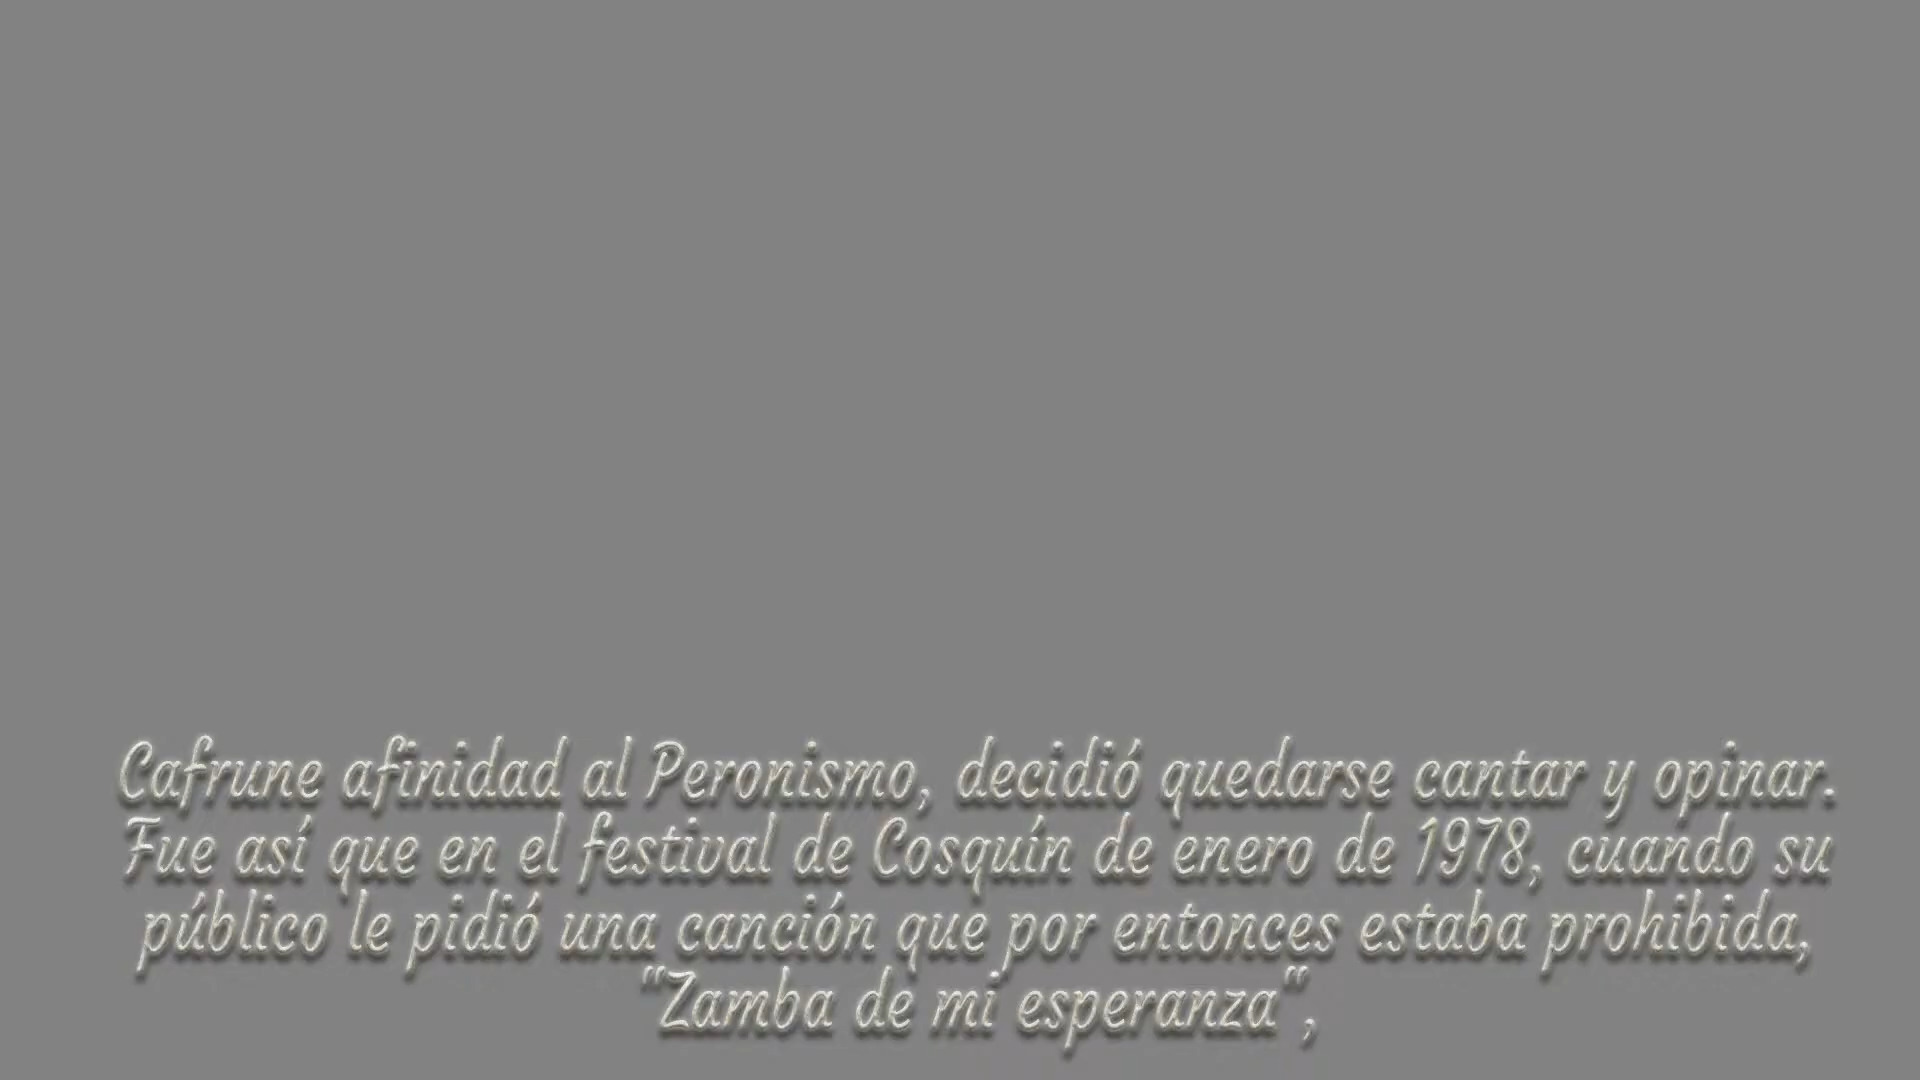 Cafrune afinidad al Peronismo, decidió quedarse cantar y opinar.
Fue así que en el festival de Cosquín de enero de 1978, cuando su
público le pidió una canción que por entonces estaba prohibida,
"Zamba de mi esperanza",